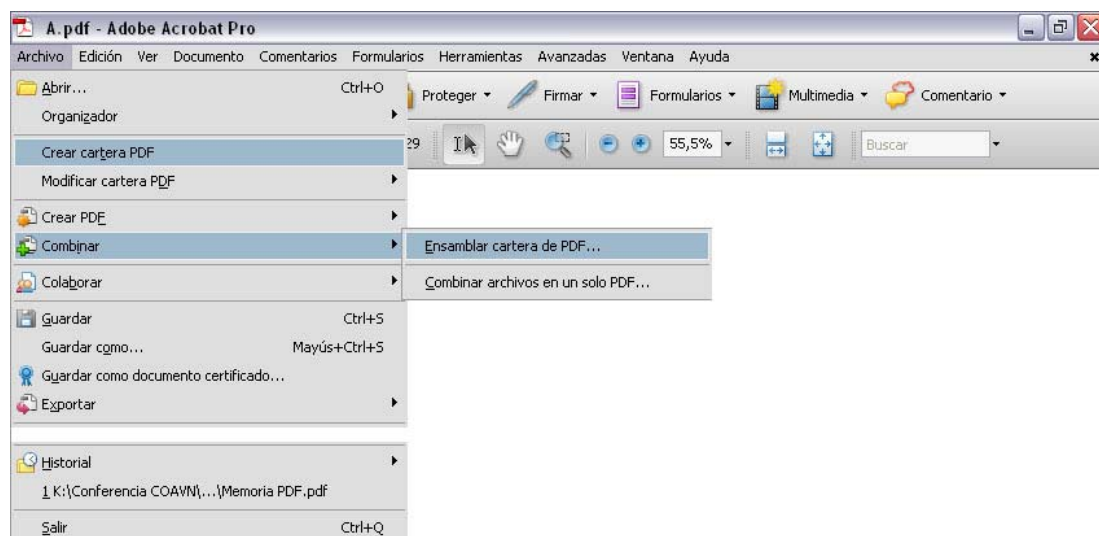 A.pdf - Adobe Acrobat Pro
Archivo Edición Ver Documento Comentarios Formularios Herramientas Avanzadas Ventana Ayuda
Abrir... Ctrl+O
Proteger Firmar Formularios Multimedia Comentario
Organizador
29 55,5% Buscar
Crear cartera PDF
Modificar cartera PDF
Crear PDF
Combinar
Ensamblar cartera de PDF...
Colaborar
Combinar archivos en un solo PDF...
Guardar Ctrl+S
Guardar como... Mayús+Ctrl+S
Guardar como documento certificado...
Exportar
Historial
1 K:\Conferencia COAVN\...\Memoria PDF.pdf
Salir Ctrl+Q